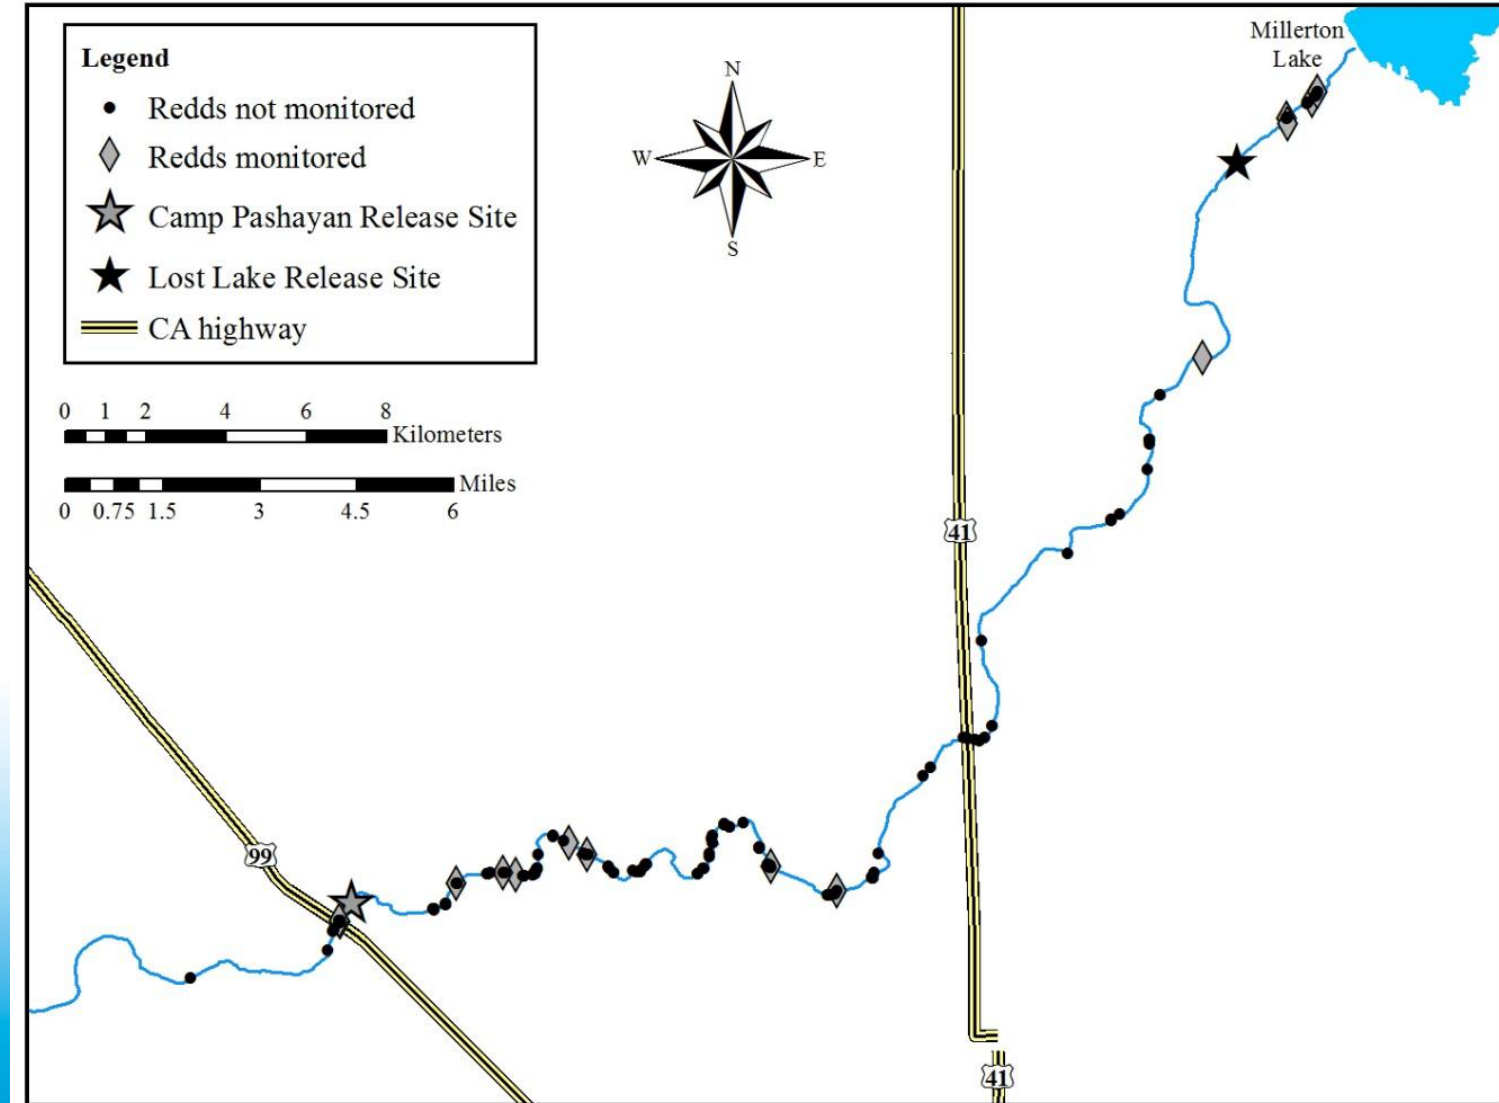 Legend
Redds not monitored
Redds monitored
Camp Pashayan Release Site
Lost Lake Release Site
CA highway
N
W E
S
Millerton
Lake
0 1 2 4 6 8
Kilometers
Miles
0 0.75 1.5 3 4.5 6
41
99
41